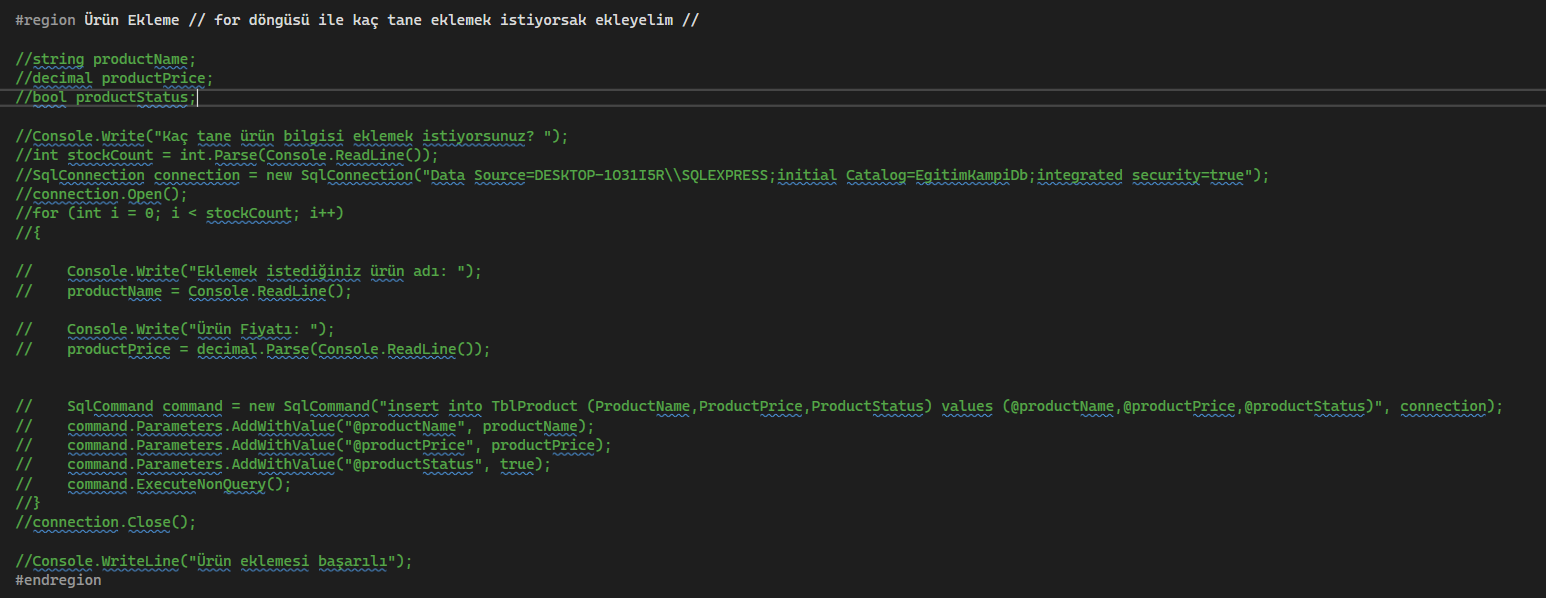 #region Ürün Ekleme // for döngüsü ile kaç tane eklemek istiyorsak ekleyelim //
//string productName;
//decimal productPrice;
//bool productStatus;
//Console.Write("Kaç tane ürün bilgisi eklemek istiyorsunuz? ");
//int stockCount = int.Parse(Console.ReadLine());
//SqlConnection connection = new SqlConnection("Data Source=DESKTOP-1O31I5R\\SQLEXPRESS;initial Catalog=EgitimKampiDb;integrated security=true");
//connection.Open();
//for (int i = 0; i < stockCount; i++)
//{
//    Console.Write("Eklemek istediğiniz ürün adı: ");
//    productName = Console.ReadLine();
//    Console.Write("Ürün Fiyatı: ");
//    productPrice = decimal.Parse(Console.ReadLine());
//    SqlCommand command = new SqlCommand("insert into TblProduct (ProductName,ProductPrice,ProductStatus) values (@productName,@productPrice,@productStatus)", connection);
//    command.Parameters.AddWithValue("@productName", productName);
//    command.Parameters.AddWithValue("@productPrice", productPrice);
//    command.Parameters.AddWithValue("@productStatus", true);
//    command.ExecuteNonQuery();
//}
//connection.Close();
//Console.WriteLine("Ürün eklemesi başarılı");
#endregion